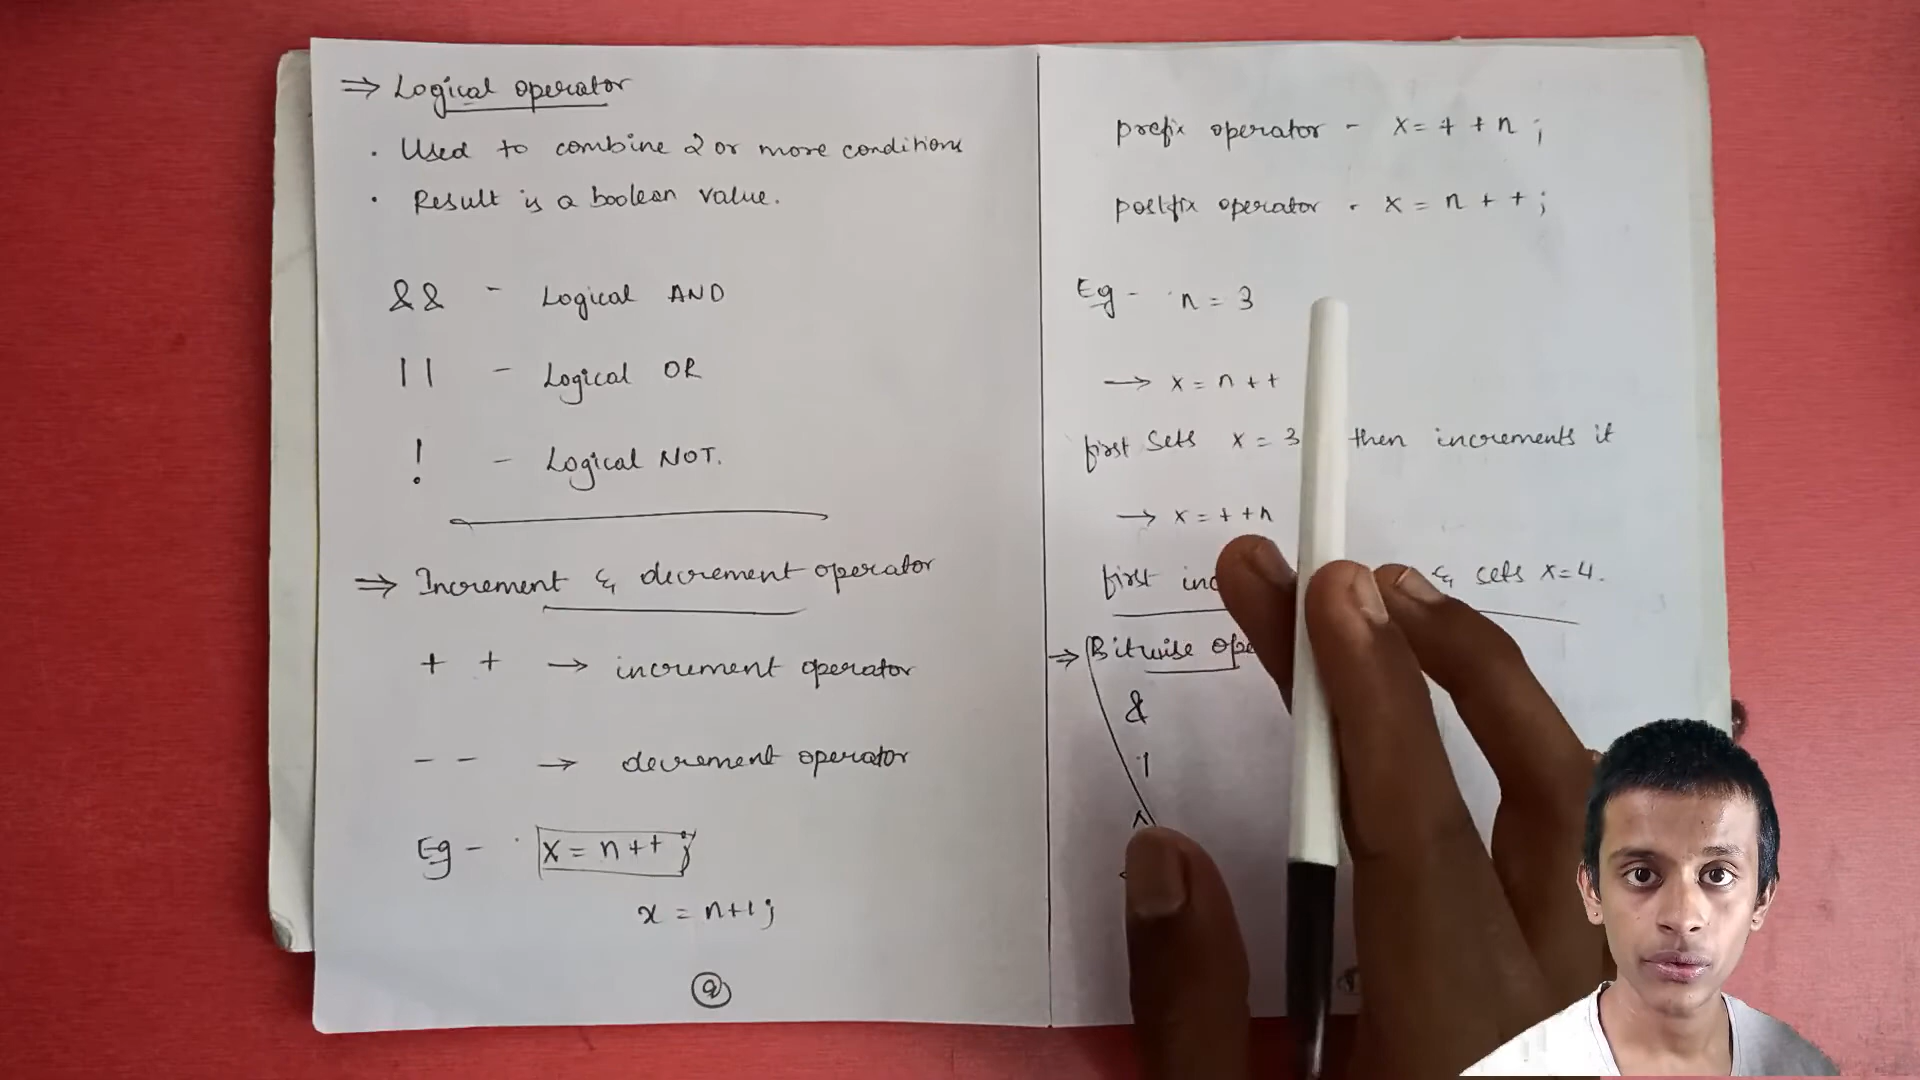 ⇒ Logical operator
· Used to combine 2 or more conditions
· Result is a boolean value.
&& - Logical AND
|| - Logical OR
! - Logical NOT.
⇒ Increment & decrement operator
+ + → increment operator
- - → decrement operator
Eg - x = n++;
x = n+1;
9
prefix operator - x = + + n ;
postfix operator - x = n + + ;
Eg - n = 3
→ x = n + +
first sets x = 3 then increments it
→ x = + + n
first & sets x = 4.
⇒ Bitwise
&
|
^